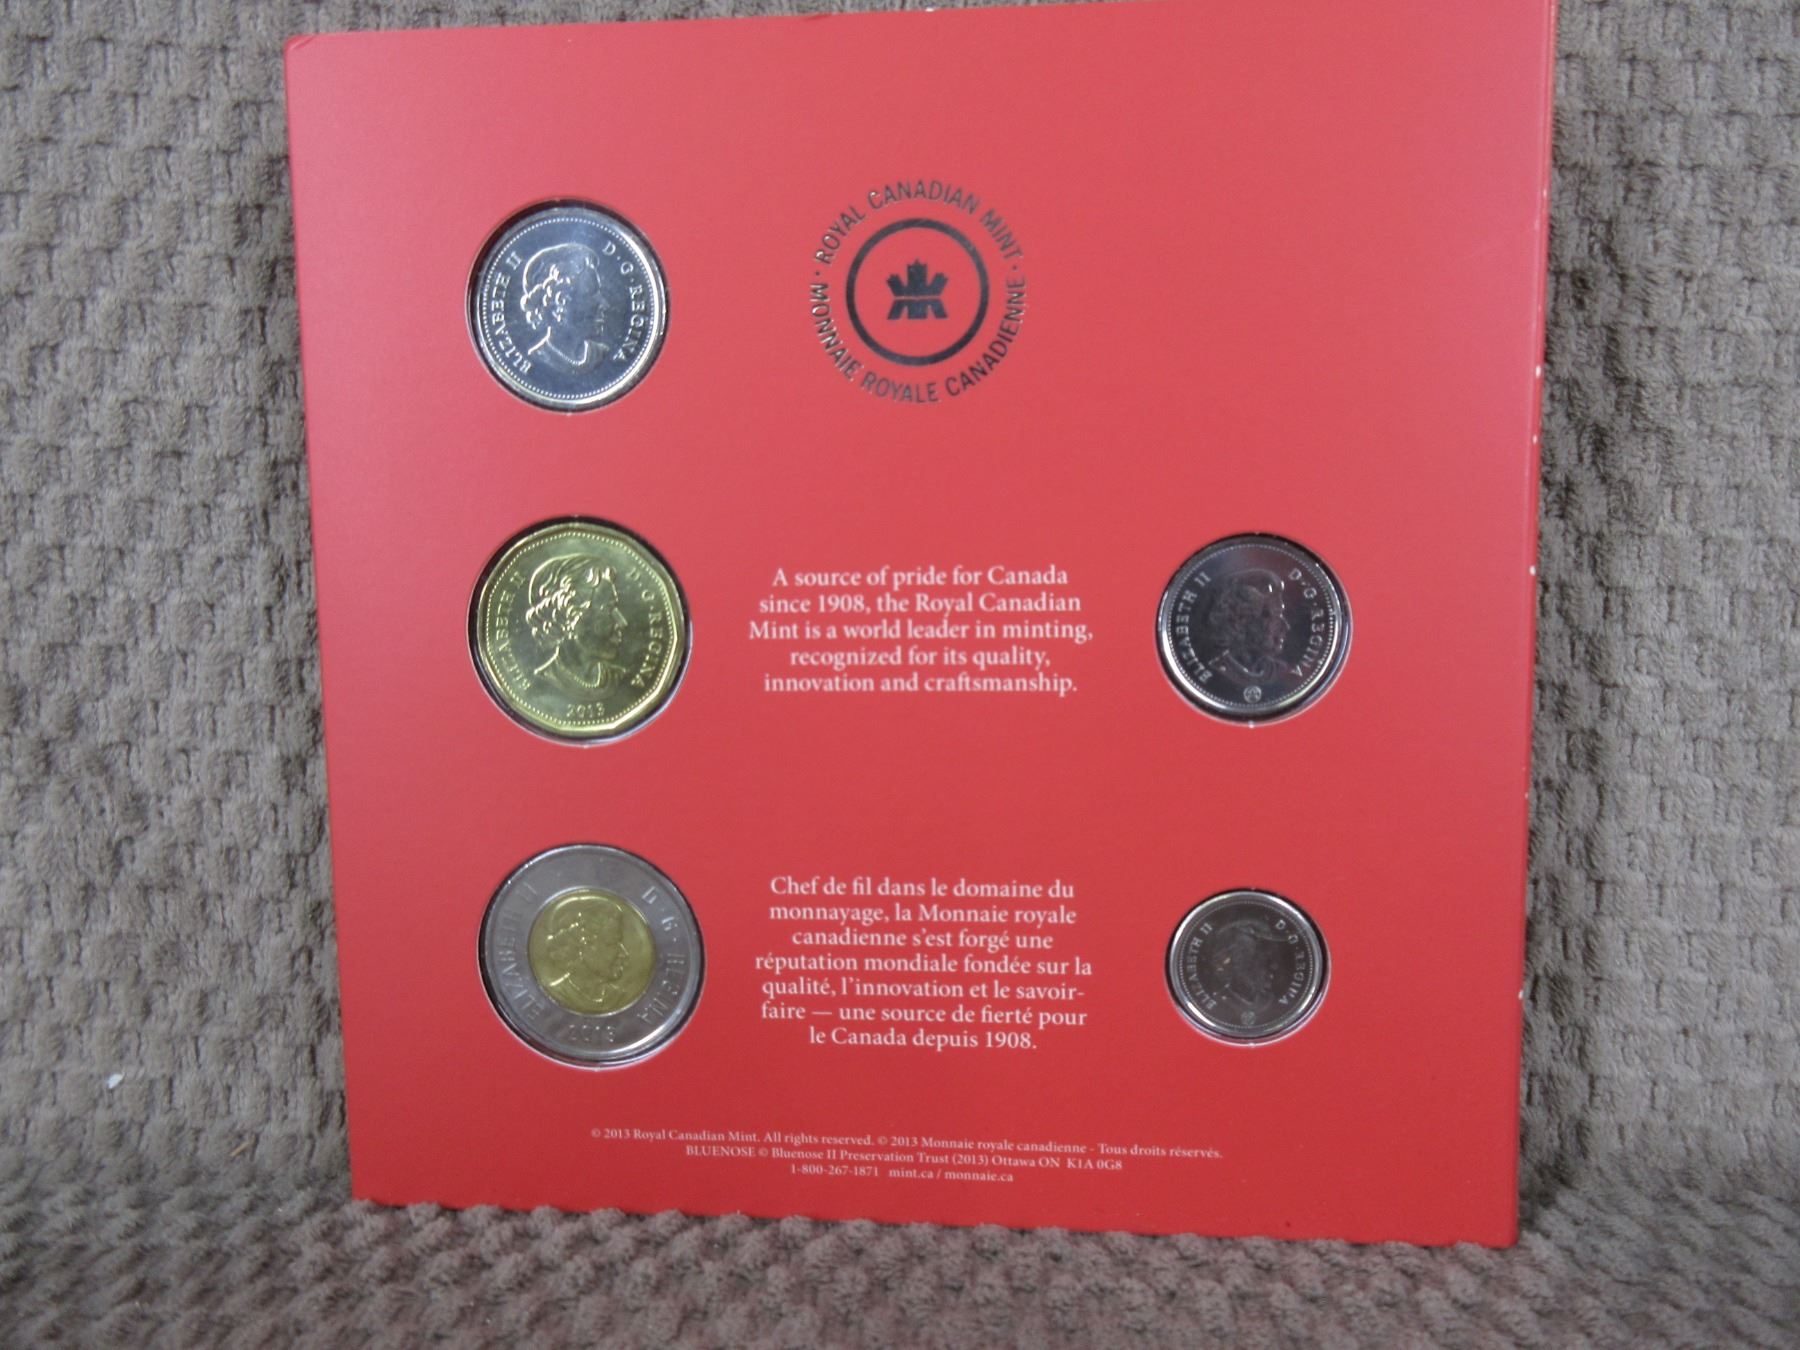 ELIZABETH II D·G·REGINA
· ROYAL CANADIAN MINT ·
MONNAIE ROYALE CANADIENNE
ELIZABETH II D·G·REGINA
2013
A source of pride for Canada
since 1908, the Royal Canadian
Mint is a world leader in minting,
recognized for its quality,
innovation and craftsmanship.
ELIZABETH II D·G·REGINA
ELIZABETH II D·G·REGINA
2013
Chef de fil dans le domaine du
monnayage, la Monnaie royale
canadienne s'est forgé une
réputation mondiale fondée sur la
qualité, l'innovation et le savoir-
faire — une source de fierté pour
le Canada depuis 1908.
ELIZABETH II D·G·REGINA
© 2013 Royal Canadian Mint. All rights reserved. © 2013 Monnaie royale canadienne - Tous droits réservés.
BLUENOSE © Bluenose II Preservation Trust (2013) Ottawa ON K1A 0G8
1-800-267-1871 mint.ca / monnaie.ca